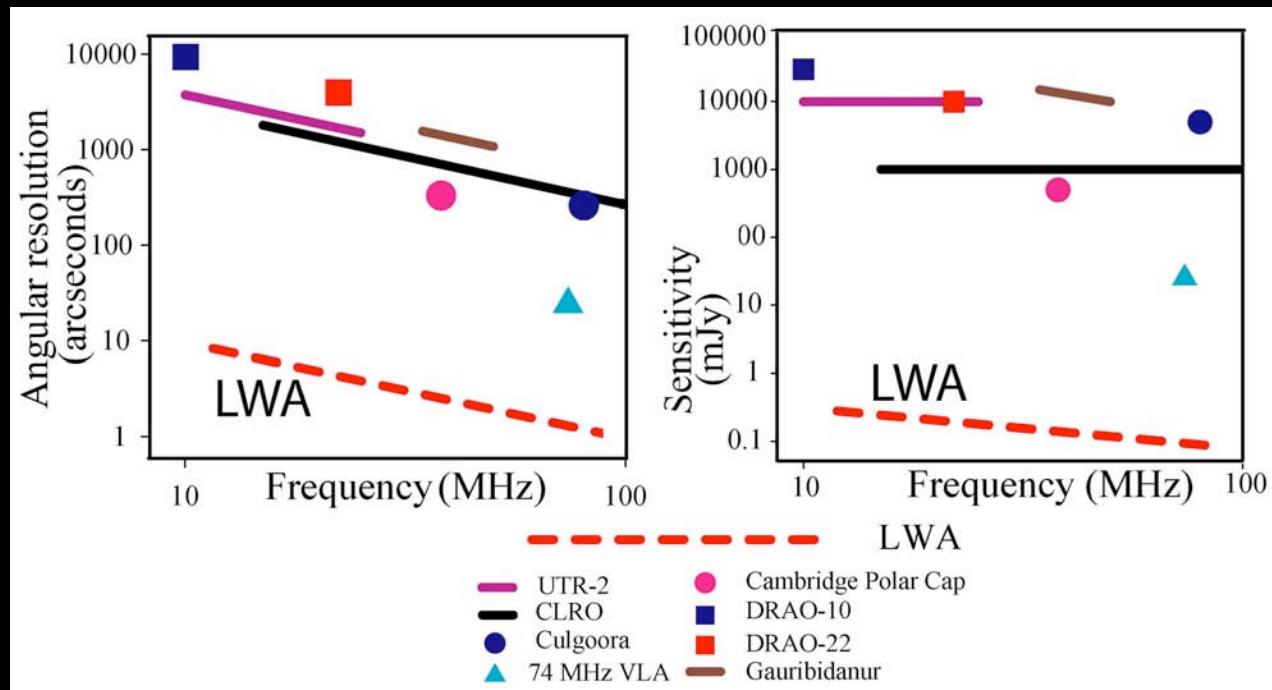 Angular resolution
(arcseconds)
10000
1000
100
10
1
LWA
10
Frequency (MHz)
100
Sensitivity
(mJy)
100000
10000
1000
00
10
1
0.1
LWA
10
Frequency (MHz)
100
LWA
UTR-2
CLRO
Culgoora
74 MHz VLA
Cambridge Polar Cap
DRAO-10
DRAO-22
Gauribidanur